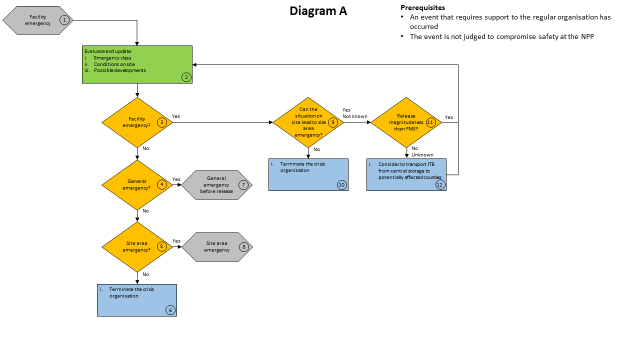 Diagram A
Prerequisites
• An event that requires support to the regular organisation has
occurred
• The event is not judged to compromise safety at the NPP
Facility
emergency
1
Evaluate and update:
i. Emergency class
ii. Conditions on site
iii. Possible developments
2
Facility
emergency?
3
Yes
No
Can the
situation on
site lead to site
area
emergency?
9
Yes
Not known
No
Release
magnitude less
than FMS?
11
Yes
No
Unknown
i. Terminate the crisis
organisation
10
i. Consider to transport ITB
from central storage to
potentially affected counties
12
General
emergency?
4
Yes
No
General
emergency
before release
7
Site area
emergency?
5
Yes
No
Site area
emergency
8
i. Terminate the crisis
organisation
6